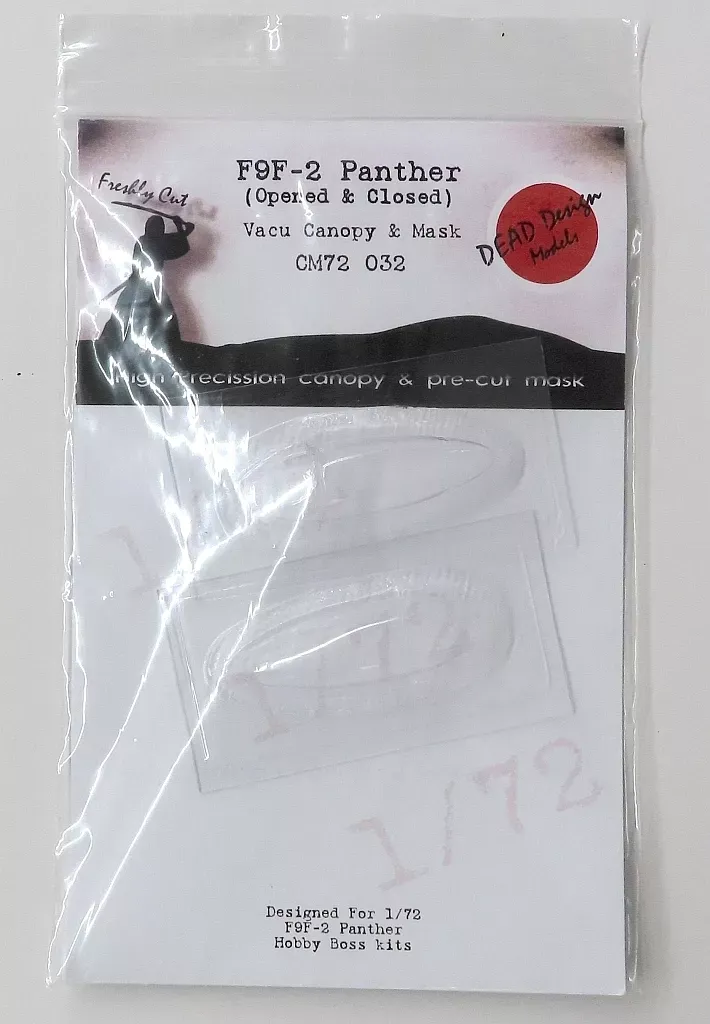 F9F-2 Panther
(Opened & Closed)
Vacu Canopy & Mask
CM72 032
Freshly Cut
DEAD Design
Models
High Precission canopy & pre-cut mask
1/72
1/72
Designed For 1/72
F9F-2 Panther
Hobby Boss kits